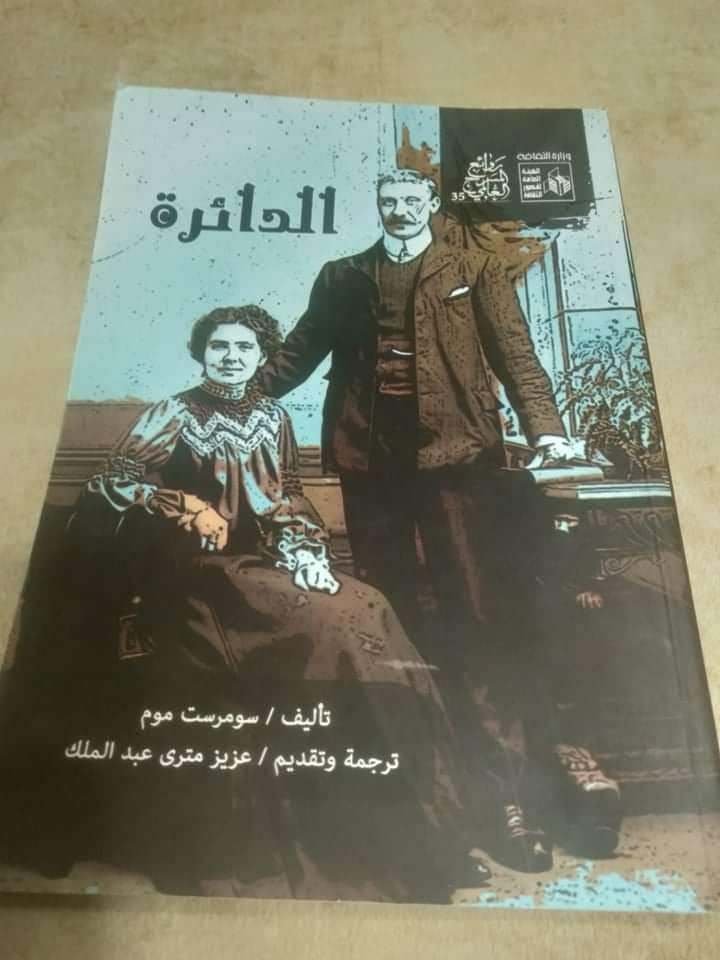 وزارة الثقافة
الهيئة
العامة
لقصور
الثقافة
روائع
المسرح
العالمي
35
الدائرة
تأليف / سومرست موم
ترجمة وتقديم / عزيز مترى عبد الملك